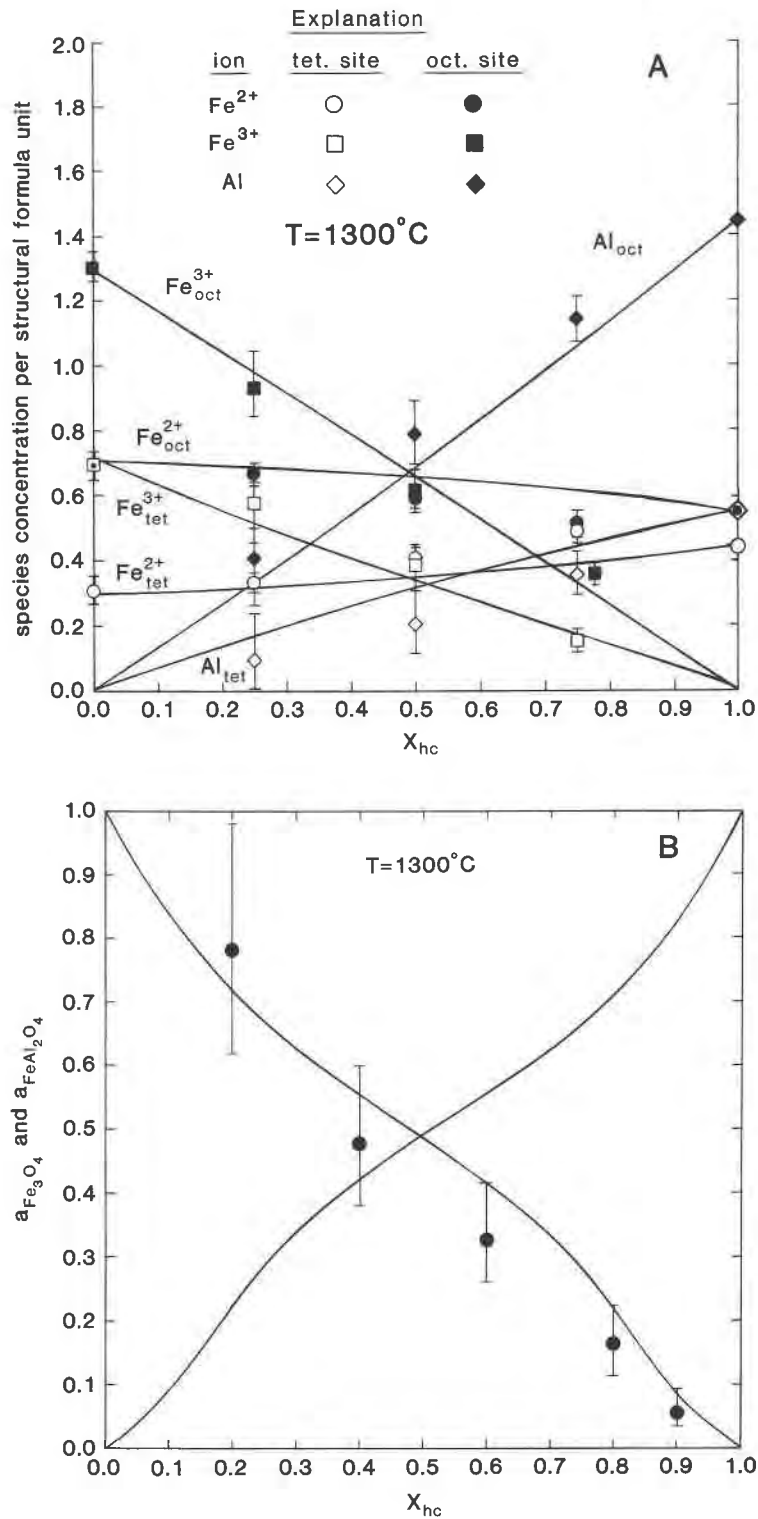 Explanation
ion tet. site oct. site
Fe2+
Fe3+
Al
T=1300°C
A
2.0
1.8
1.6
1.4
1.2
1.0
0.8
0.6
0.4
0.2
0.0
species concentration per structural formula unit
Fe3+oct
Fe2+oct
Fe3+tet
Fe2+tet
Altet
Aloct
0.0 0.1 0.2 0.3 0.4 0.5 0.6 0.7 0.8 0.9 1.0
Xhc
B
T=1300°C
1.0
0.9
0.8
0.7
0.6
0.5
0.4
0.3
0.2
0.1
0.0
aFe3O4 and aFeAl2O4
0.0 0.1 0.2 0.3 0.4 0.5 0.6 0.7 0.8 0.9 1.0
Xhc